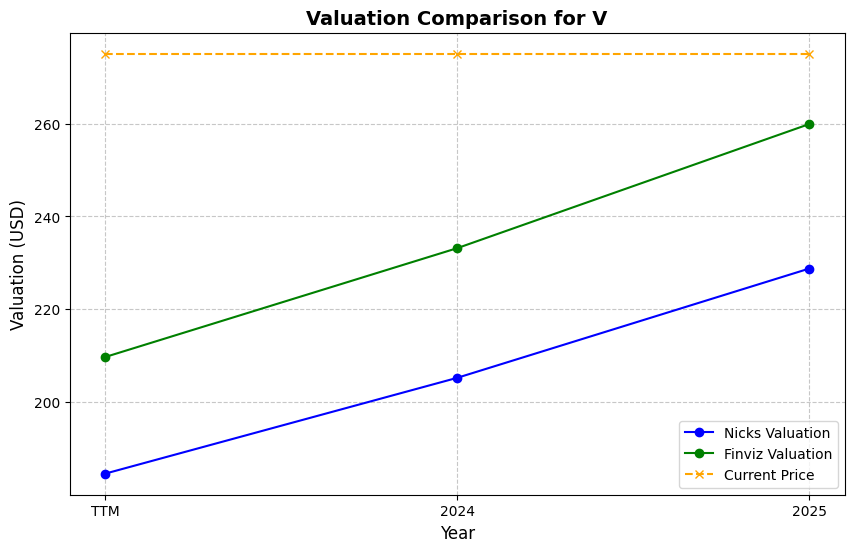 Valuation Comparison for V
Valuation (USD)
260
240
220
200
TTM
2024
2025
Year
Nicks Valuation
Finviz Valuation
Current Price